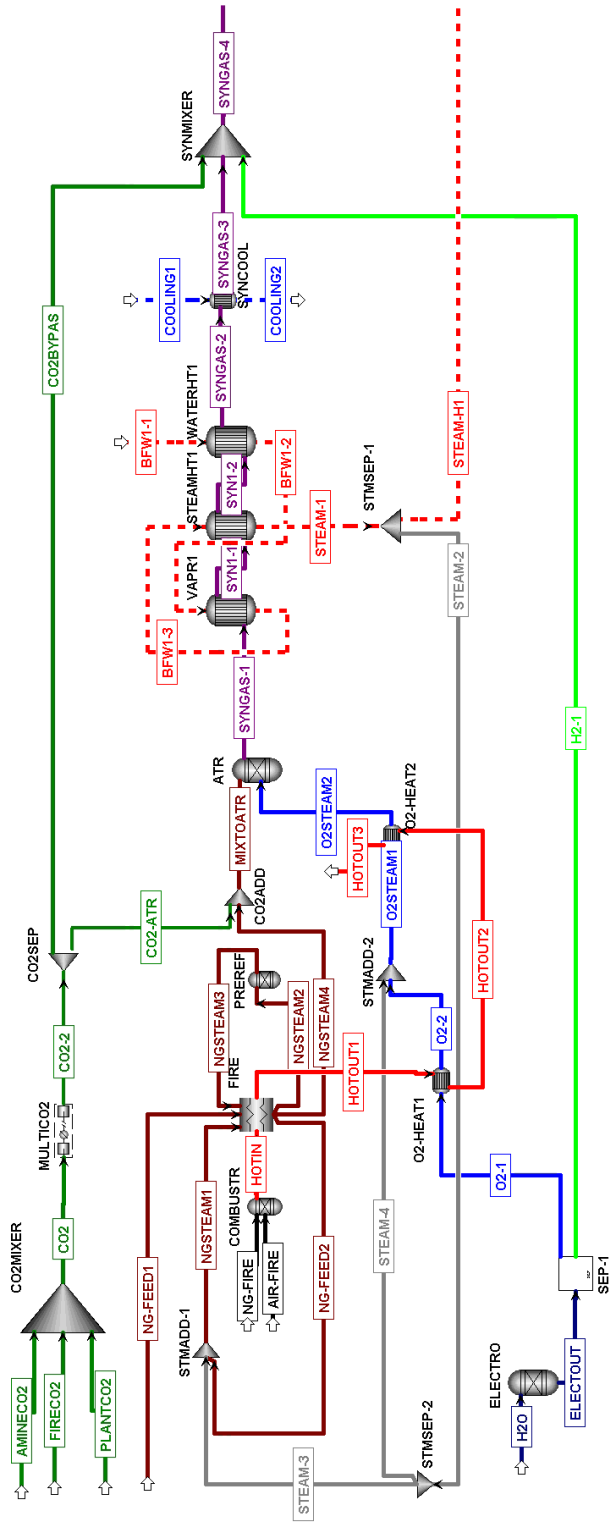 AMINECO2
FIRECO2
PLANTCO2
CO2MIXER
CO2
MULTICO2
CO2-2
CO2SEP
CO2BYPAS
CO2-ATR
NG-FEED1
STMADD-1
NGSTEAM1
NG-FEED2
NG-FIRE
AIR-FIRE
COMBUSTR
HOTIN
FIRE
NGSTEAM3
PREREF
NGSTEAM2
NGSTEAM4
CO2ADD
MIXTOATR
ATR
SYNGAS-1
VAPR1
SYN1-1
STEAMHT1
SYN1-2
WATERHT1
BFW1-1
BFW1-2
BFW1-3
SYNGAS-2
COOLING1
COOLING2
SYNCOOL
SYNGAS-3
SYNMIXER
SYNGAS-4
STEAM-1
STMSEP-1
STEAM-H1
STEAM-2
STMSEP-2
STEAM-3
STEAM-4
HOTOUT1
O2-HEAT1
O2-1
O2-2
STMADD-2
O2STEAM1
O2-HEAT2
O2STEAM2
HOTOUT3
HOTOUT2
H2O
ELECTRO
ELECTOUT
SEP-1
H2-1